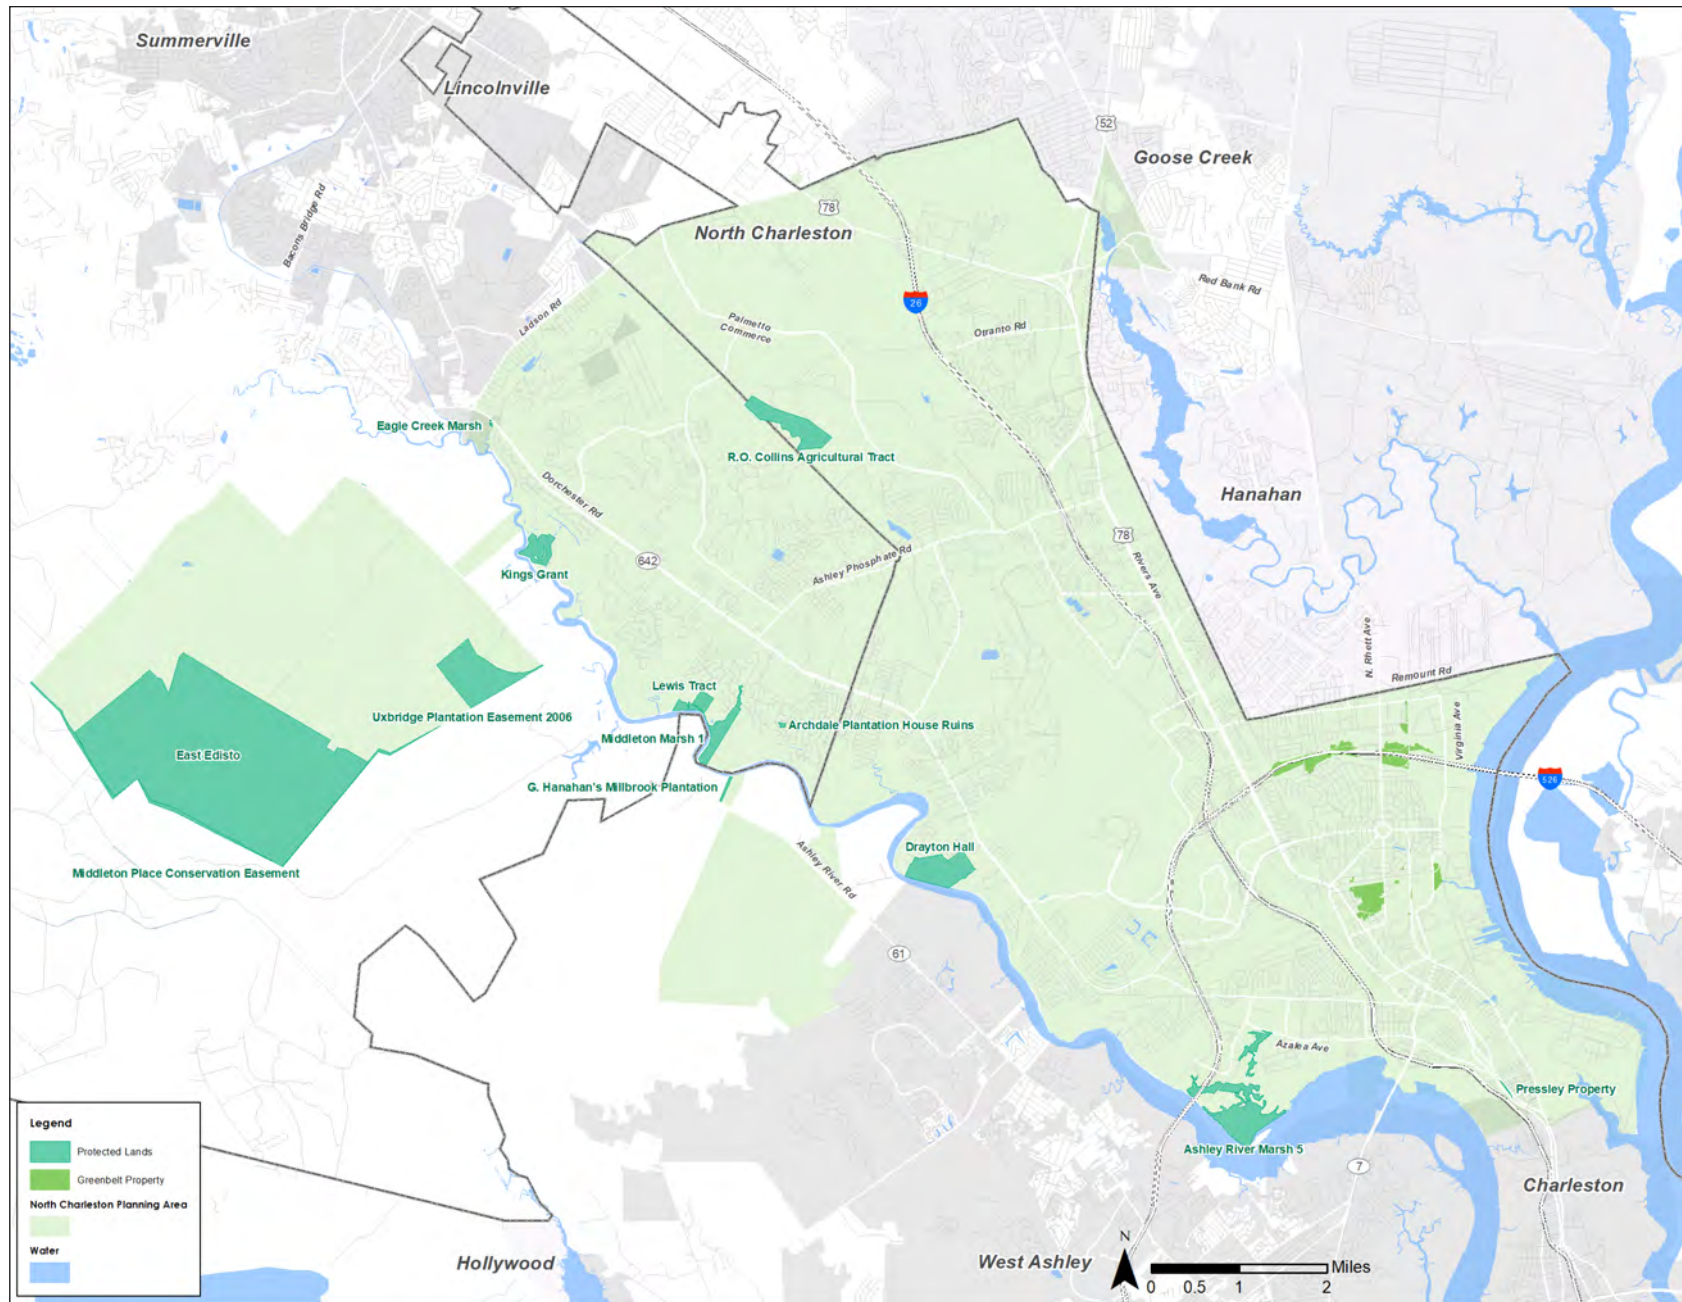 Summerville
Lincolnville
52
Goose Creek
Bacons Bridge Rd
78
North Charleston
Red Bank Rd
26
Ladson Rd
Palmetto
Commerce
Otranto Rd
Eagle Creek Marsh
R.O. Collins Agricultural Tract
Dorchester Rd
Hanahan
78
Rivers Ave
642
Ashley Phosphate Rd
Kings Grant
N. Rhett Ave
Remount Rd
Lewis Tract
Uxbridge Plantation Easement 2006
Archdale Plantation House Ruins
Virginia Ave
Middleton Marsh 1
East Edisto
526
G. Hanahan's Millbrook Plantation
Drayton Hall
Ashley River Rd
Middleton Place Conservation Easement
61
Azalea Ave
Pressley Property
Ashley River Marsh 5
7
Charleston
West Ashley
Hollywood
Legend
Protected Lands
Greenbelt Property
North Charleston Planning Area
Water
N
Miles
0 0.5 1 2